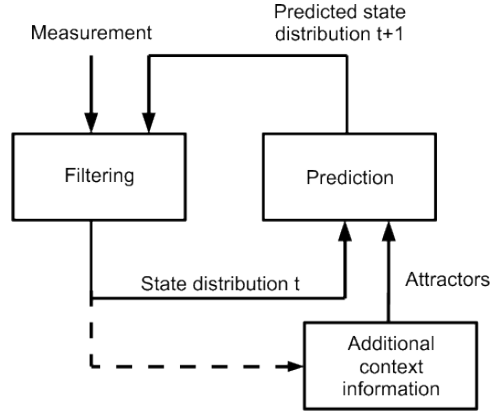 Measurement
Predicted state
distribution t+1
Filtering
Prediction
State distribution t
Attractors
Additional
context
information